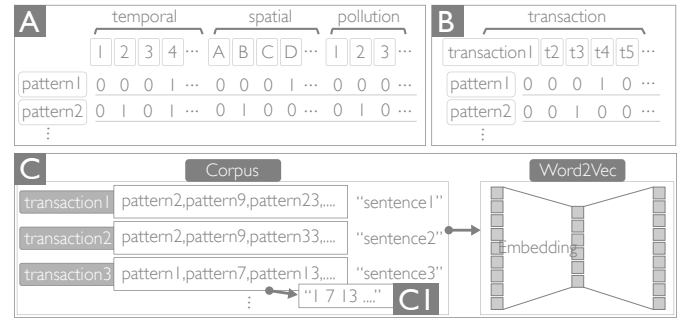 A
temporal spatial pollution
1 2 3 4 ... A B C D ... 1 2 3 ...
pattern1 0 0 0 1 ... 0 0 0 1 ... 0 0 0 ...
pattern2 0 1 0 1 ... 0 1 0 0 ... 0 1 0 ...
⋮
B
transaction
transaction1 t2 t3 t4 t5 ...
pattern1 0 0 0 1 0
pattern2 0 0 1 0 0
⋮
C
Corpus
transaction1 pattern2,pattern9,pattern23,.... "sentence1"
transaction2 pattern2,pattern9,pattern33,... "sentence2"
transaction3 pattern1,pattern7,pattern13,.... "sentence3"
⋮
"1 7 13 ...." C1
Word2Vec
Embedding